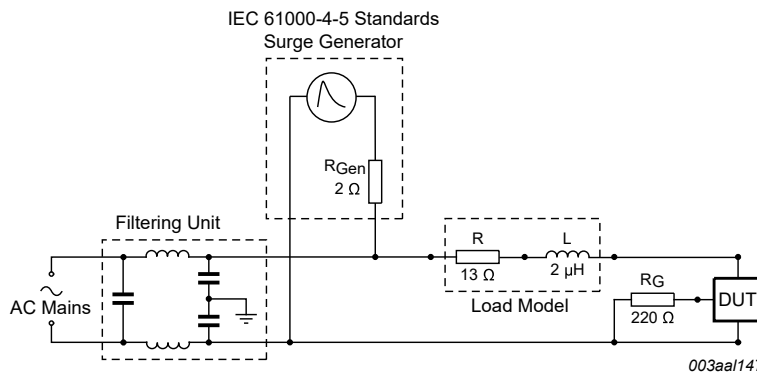 IEC 61000-4-5 Standards
Surge Generator
RGen
2 Ω
Filtering Unit
AC Mains
R
13 Ω
L
2 µH
Load Model
RG
220 Ω
DUT
003aal147